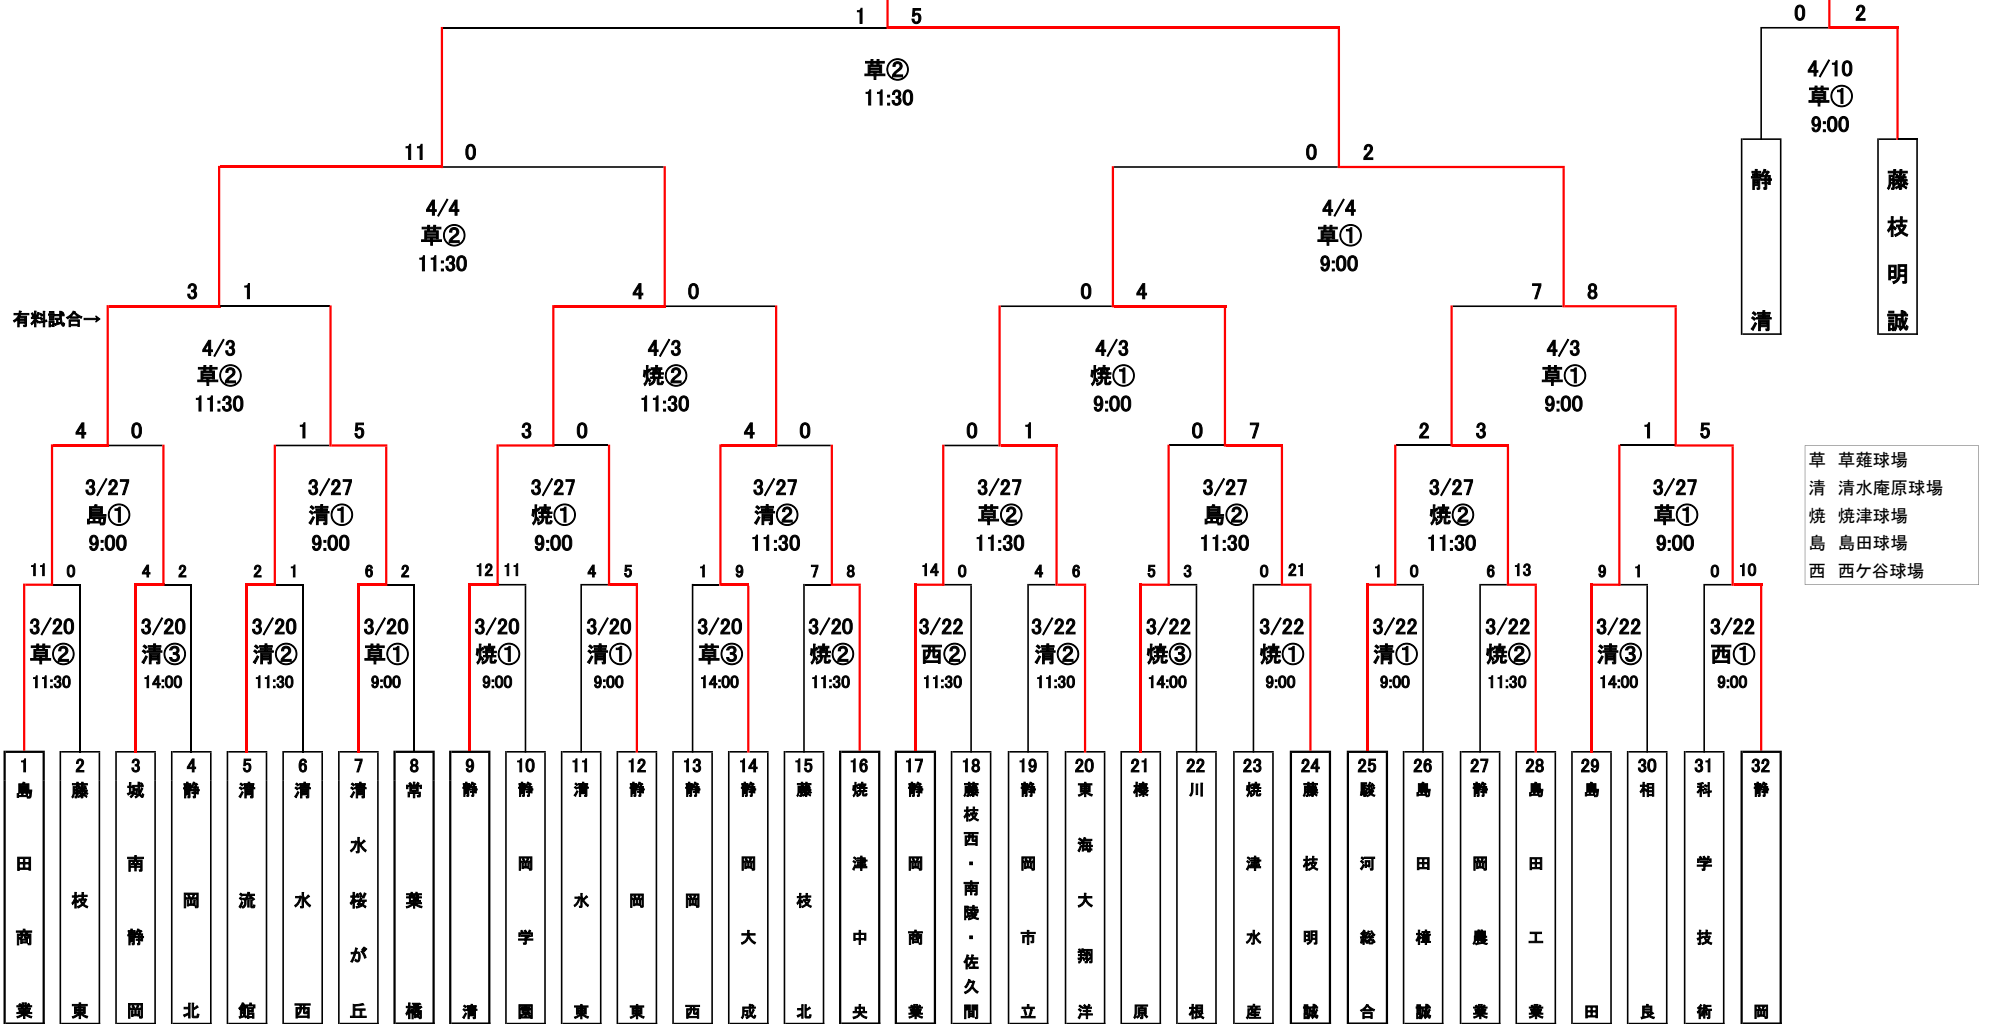 1 5
0 2
草②
11:30
4/10
草①
9:00
静清
藤枝明誠
11 0
0 2
4/4
草②
11:30
4/4
草①
9:00
有料試合→
3 1
4 0
0 4
7 8
4/3
草②
11:30
4/3
焼②
11:30
4/3
焼①
9:00
4/3
草①
9:00
4 0
1 5
3 0
4 0
0 1
0 7
2 3
1 5
3/27
島①
9:00
3/27
清①
9:00
3/27
焼①
9:00
3/27
清②
11:30
3/27
草②
11:30
3/27
島②
11:30
3/27
焼②
11:30
3/27
草①
9:00
草 草薙球場
清 清水庵原球場
焼 焼津球場
島 島田球場
西 西ケ谷球場
11 0
4 2
2 1
6 2
12 11
4 5
1 9
7 8
14 0
4 6
5 3
0 21
1 0
6 13
9 1
0 10
3/20
草②
11:30
3/20
清③
14:00
3/20
清②
11:30
3/20
草①
9:00
3/20
焼①
9:00
3/20
清①
9:00
3/20
草③
14:00
3/20
焼②
11:30
3/22
西②
11:30
3/22
清②
11:30
3/22
焼③
14:00
3/22
焼①
9:00
3/22
清①
9:00
3/22
焼②
11:30
3/22
清③
14:00
3/22
西①
9:00
1 島田商業
2 藤枝東
3 城南静岡
4 静岡北
5 清流館
6 清水西
7 清水桜が丘
8 常葉橘
9 静清
10 静岡学園
11 清水東
12 静岡東
13 静岡西
14 静岡大成
15 藤枝北
16 焼津中央
17 静岡商業
18 藤枝西・南陵・佐久間
19 静岡市立
20 東海大翔洋
21 榛原
22 川根
23 焼津水産
24 藤枝明誠
25 駿河総合
26 島田樟誠
27 静岡農業
28 島田工業
29 島田
30 相良
31 科学技術
32 静岡